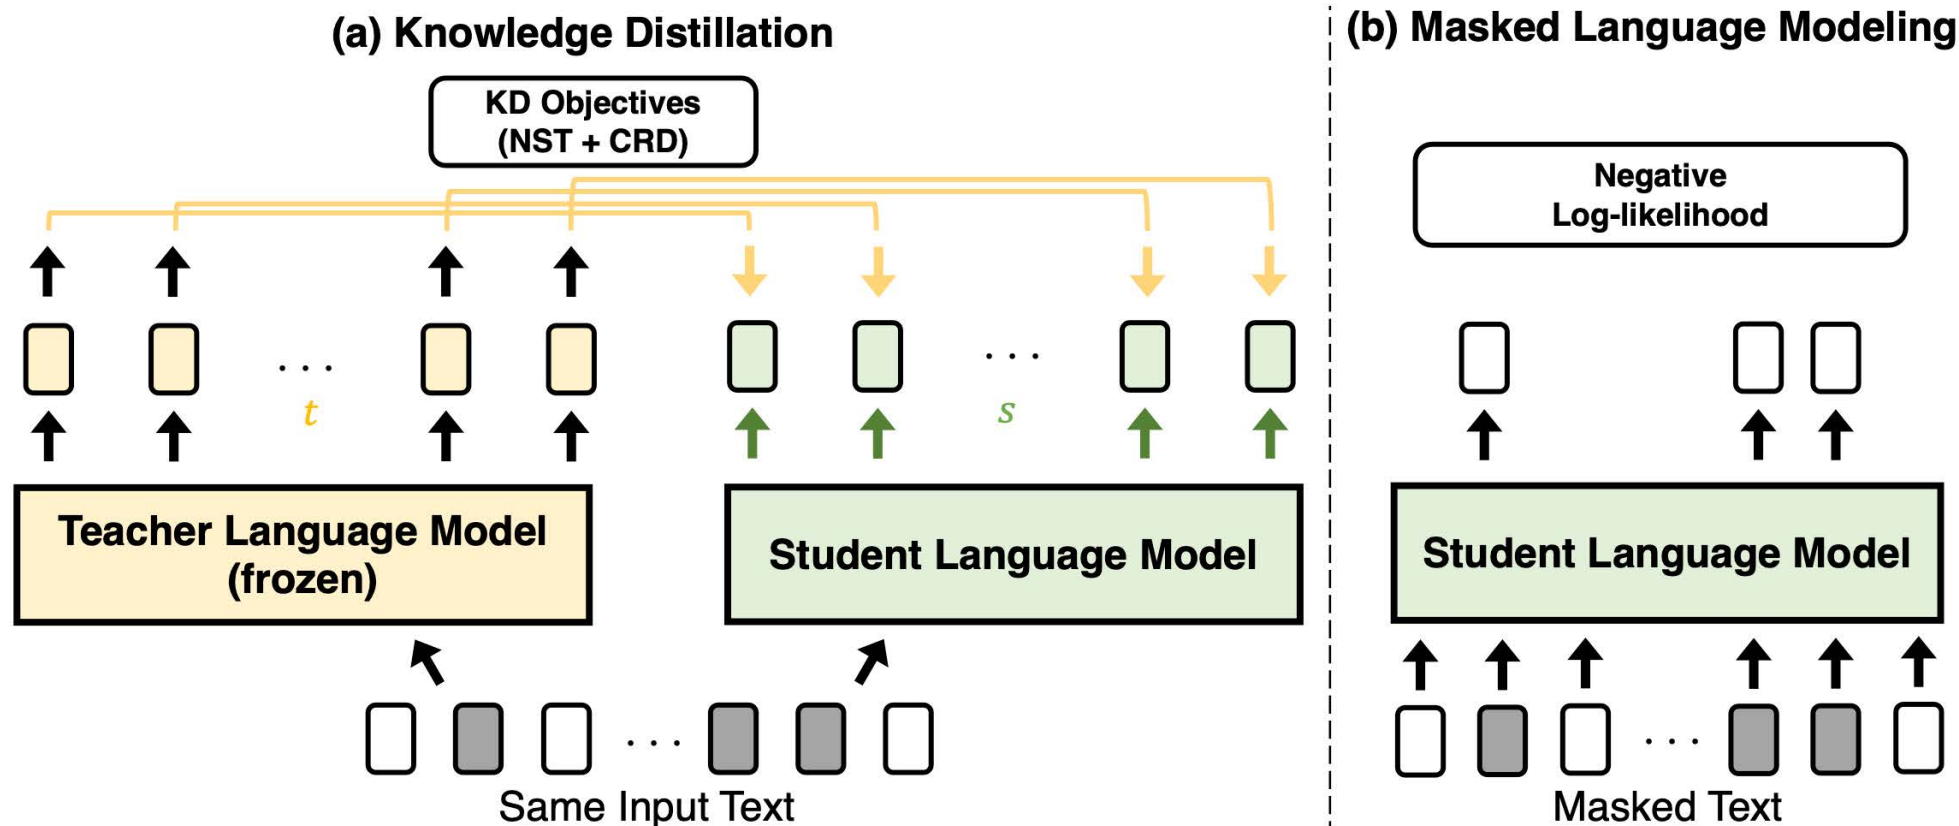 (a) Knowledge Distillation
KD Objectives
(NST + CRD)
. . .
t
. . .
s
Teacher Language Model
(frozen)
Student Language Model
. . .
Same Input Text
(b) Masked Language Modeling
Negative
Log-likelihood
Student Language Model
. . .
Masked Text